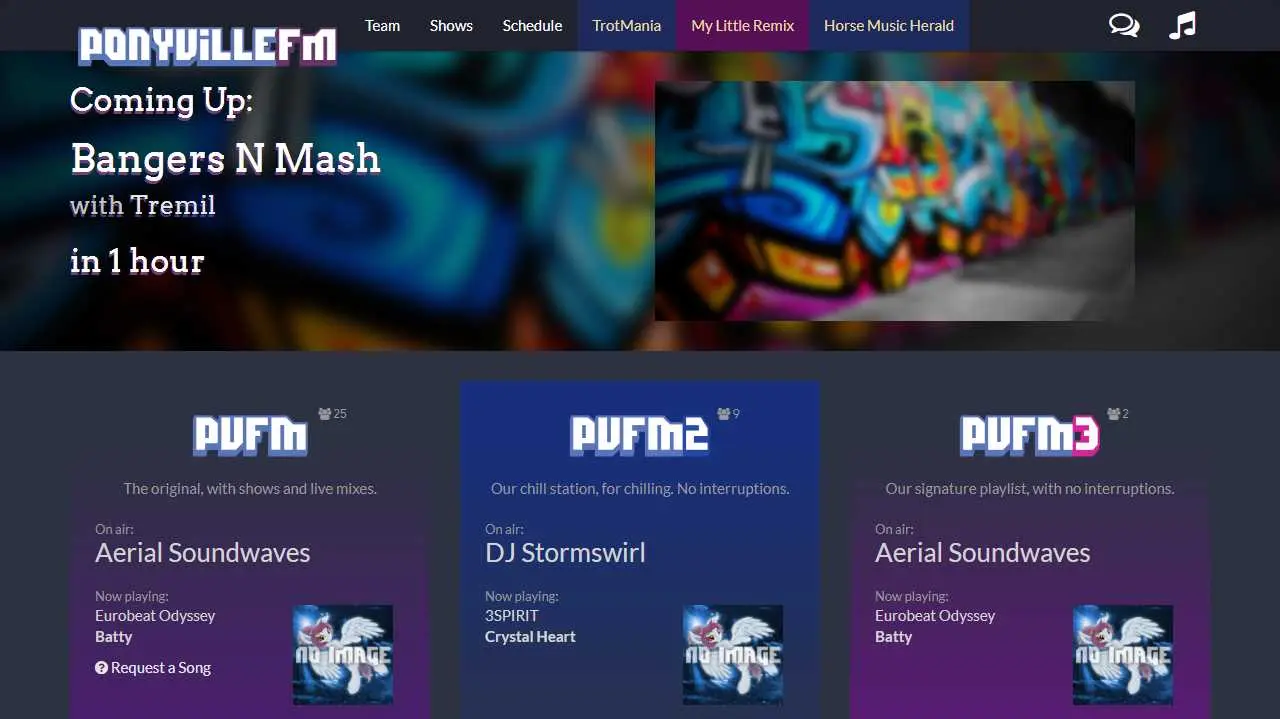 PONYVILLEFM
Team
Shows
Schedule
TrotMania
My Little Remix
Horse Music Herald
Coming Up:
Bangers N Mash
with Tremil
in 1 hour
PVFM
25
The original, with shows and live mixes.
On air:
Aerial Soundwaves
Now playing:
Eurobeat Odyssey
Batty
Request a Song
NO IMAGE
PVFM2
9
Our chill station, for chilling. No interruptions.
On air:
DJ Stormswirl
Now playing:
3SPIRIT
Crystal Heart
NO IMAGE
PVFM3
2
Our signature playlist, with no interruptions.
On air:
Aerial Soundwaves
Now playing:
Eurobeat Odyssey
Batty
NO IMAGE